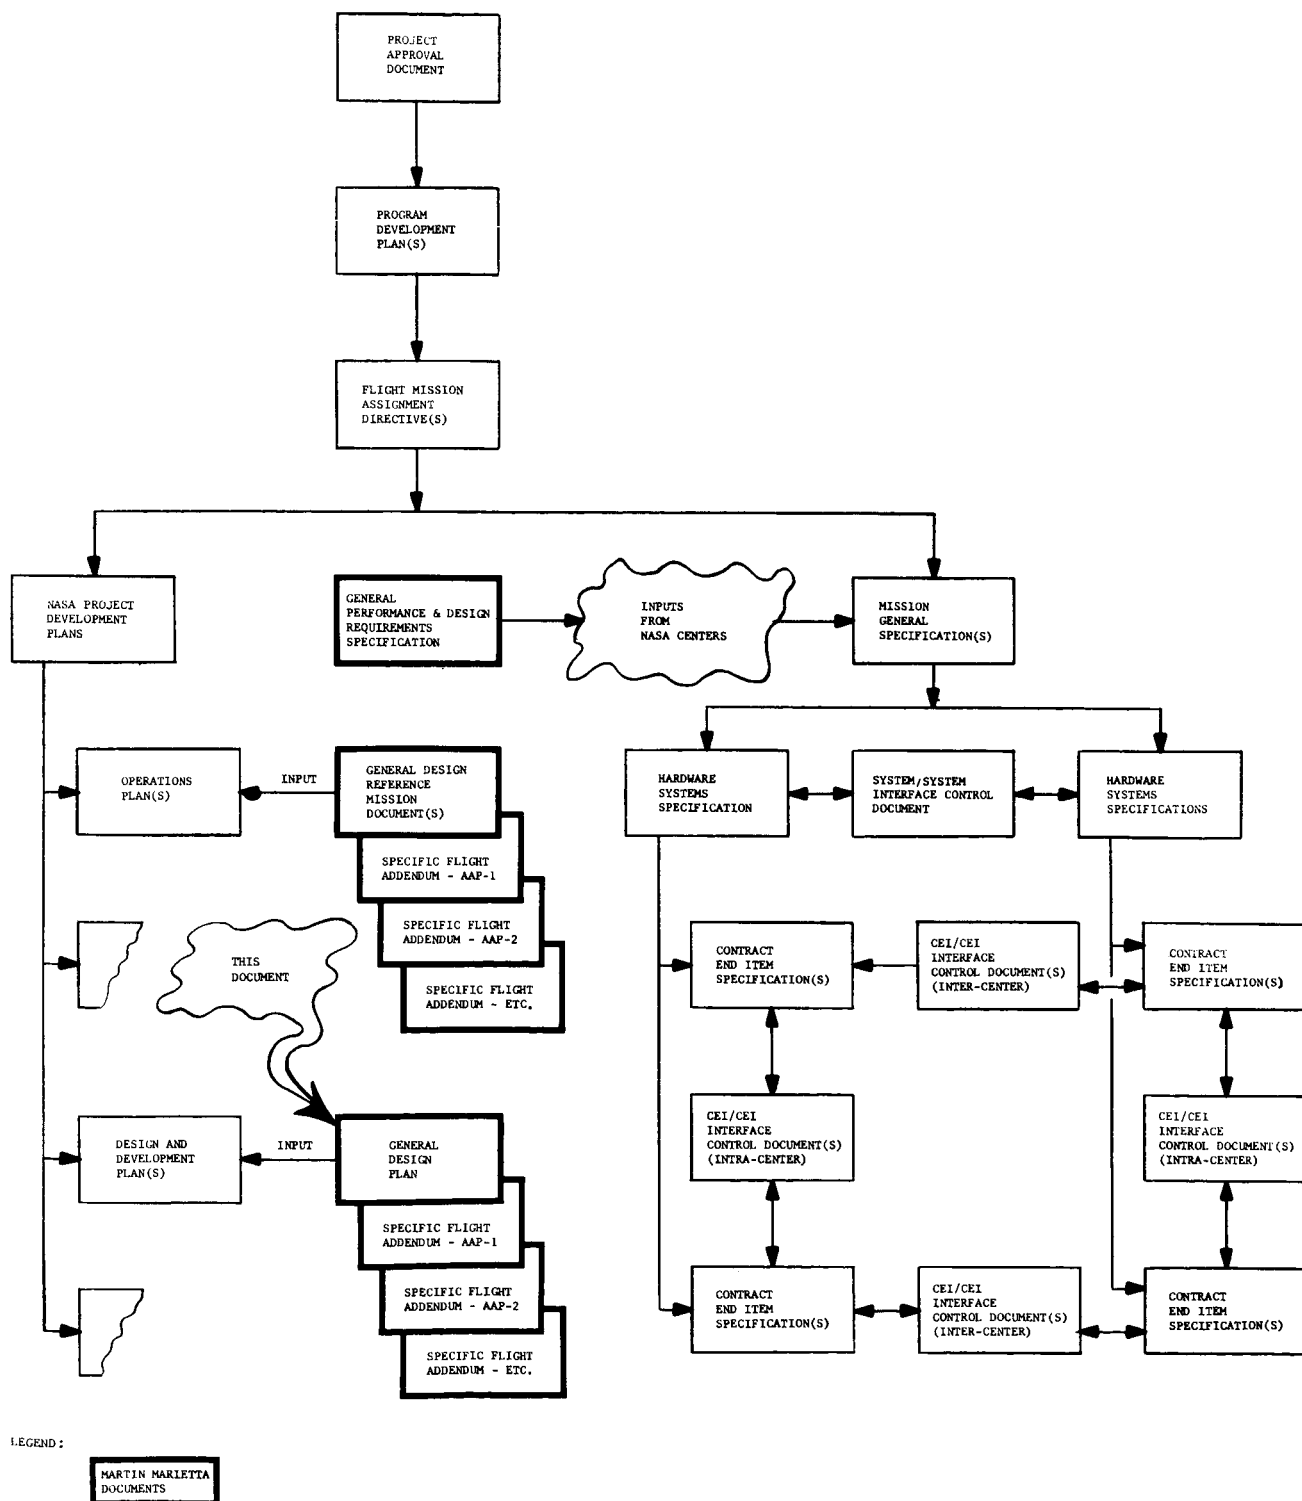 PROJECT
APPROVAL
DOCUMENT
PROGRAM
DEVELOPMENT
PLAN(S)
FLIGHT MISSION
ASSIGNMENT
DIRECTIVE(S)
NASA PROJECT
DEVELOPMENT
PLANS
GENERAL
PERFORMANCE & DESIGN
REQUIREMENTS
SPECIFICATION
INPUTS
FROM
NASA CENTERS
MISSION
GENERAL
SPECIFICATION(S)
OPERATIONS
PLAN(S)
INPUT
GENERAL DESIGN
REFERENCE
MISSION
DOCUMENT(S)
SPECIFIC FLIGHT
ADDENDUM - AAP-1
SPECIFIC FLIGHT
ADDENDUM - AAP-2
SPECIFIC FLIGHT
ADDENDUM - ETC.
HARDWARE
SYSTEMS
SPECIFICATION
SYSTEM/SYSTEM
INTERFACE CONTROL
DOCUMENT
HARDWARE
SYSTEMS
SPECIFICATIONS
THIS
DOCUMENT
CONTRACT
END ITEM
SPECIFICATION(S)
CEI/CEI
INTERFACE
CONTROL DOCUMENT(S)
(INTER-CENTER)
CONTRACT
END ITEM
SPECIFICATION(S)
DESIGN AND
DEVELOPMENT
PLAN(S)
INPUT
GENERAL
DESIGN
PLAN
SPECIFIC FLIGHT
ADDENDUM - AAP-1
SPECIFIC FLIGHT
ADDENDUM - AAP-2
SPECIFIC FLIGHT
ADDENDUM - ETC.
CEI/CEI
INTERFACE
CONTROL DOCUMENT(S)
(INTRA-CENTER)
CEI/CEI
INTERFACE
CONTROL DOCUMENT(S)
(INTRA-CENTER)
CONTRACT
END ITEM
SPECIFICATION(S)
CEI/CEI
INTERFACE
CONTROL DOCUMENT(S)
(INTER-CENTER)
CONTRACT
END ITEM
SPECIFICATION(S)
LEGEND:
MARTIN MARIETTA
DOCUMENTS